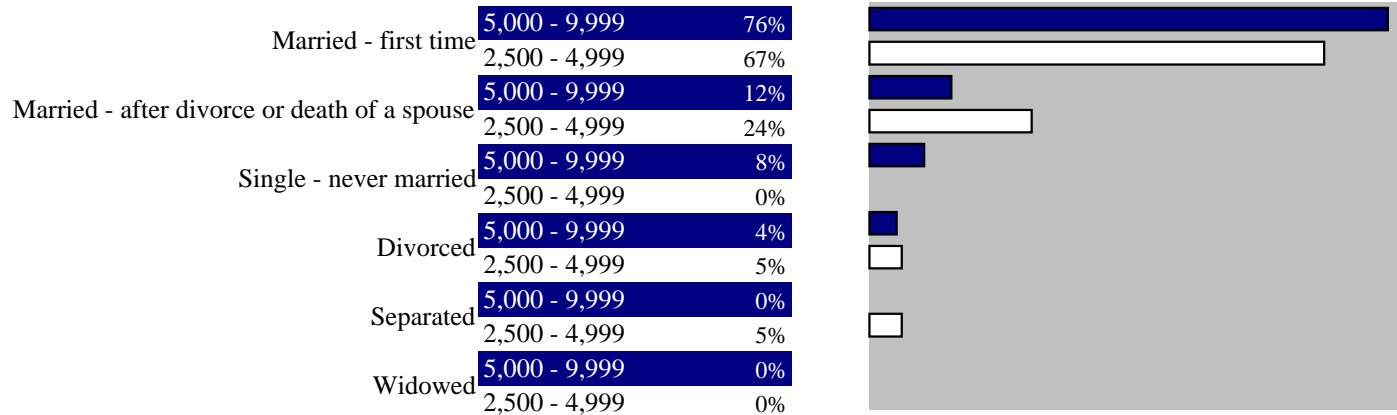 Married - first time
5,000 - 9,999 76%
2,500 - 4,999 67%
Married - after divorce or death of a spouse
5,000 - 9,999 12%
2,500 - 4,999 24%
Single - never married
5,000 - 9,999 8%
2,500 - 4,999 0%
Divorced
5,000 - 9,999 4%
2,500 - 4,999 5%
Separated
5,000 - 9,999 0%
2,500 - 4,999 5%
Widowed
5,000 - 9,999 0%
2,500 - 4,999 0%